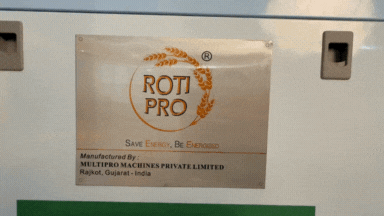 ®
ROTI
PRO
SAVE ENERGY, BE ENERGISED
Manufactured By :
MULTIPRO MACHINES PRIVATE LIMITED
Rajkot, Gujarat - India